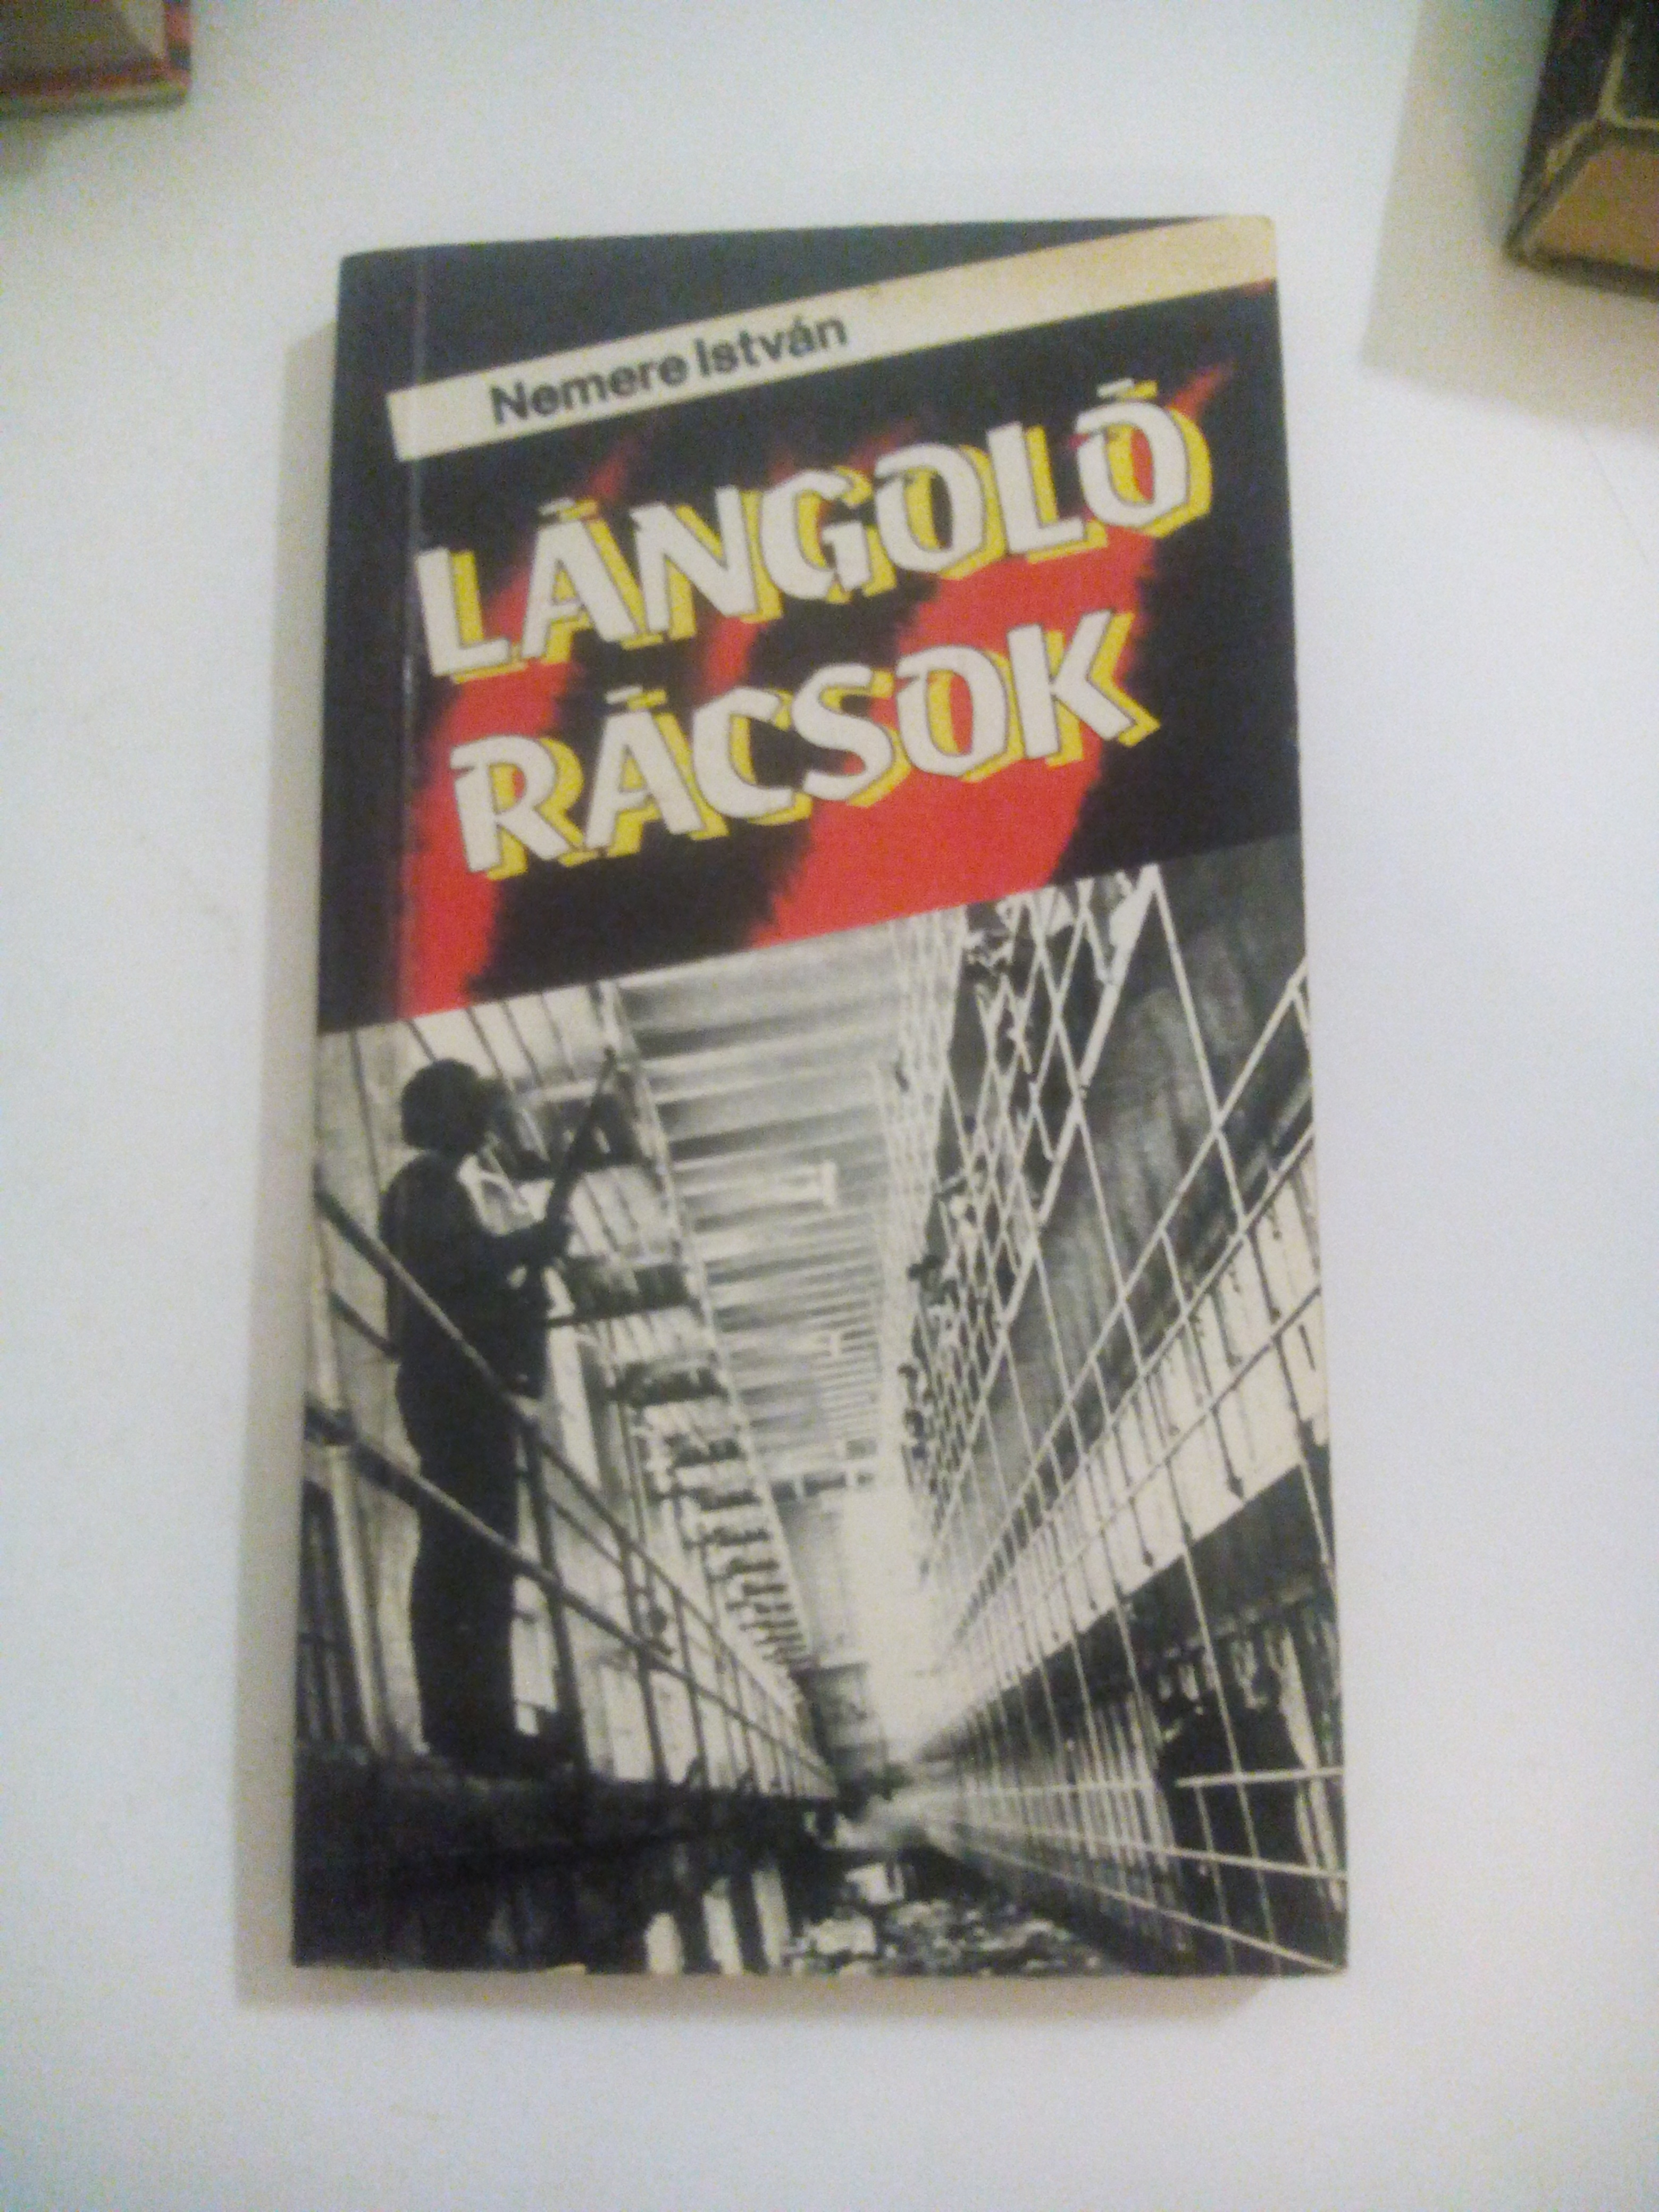 Nemere István
LÁNGOLÓ
RÁCSOK